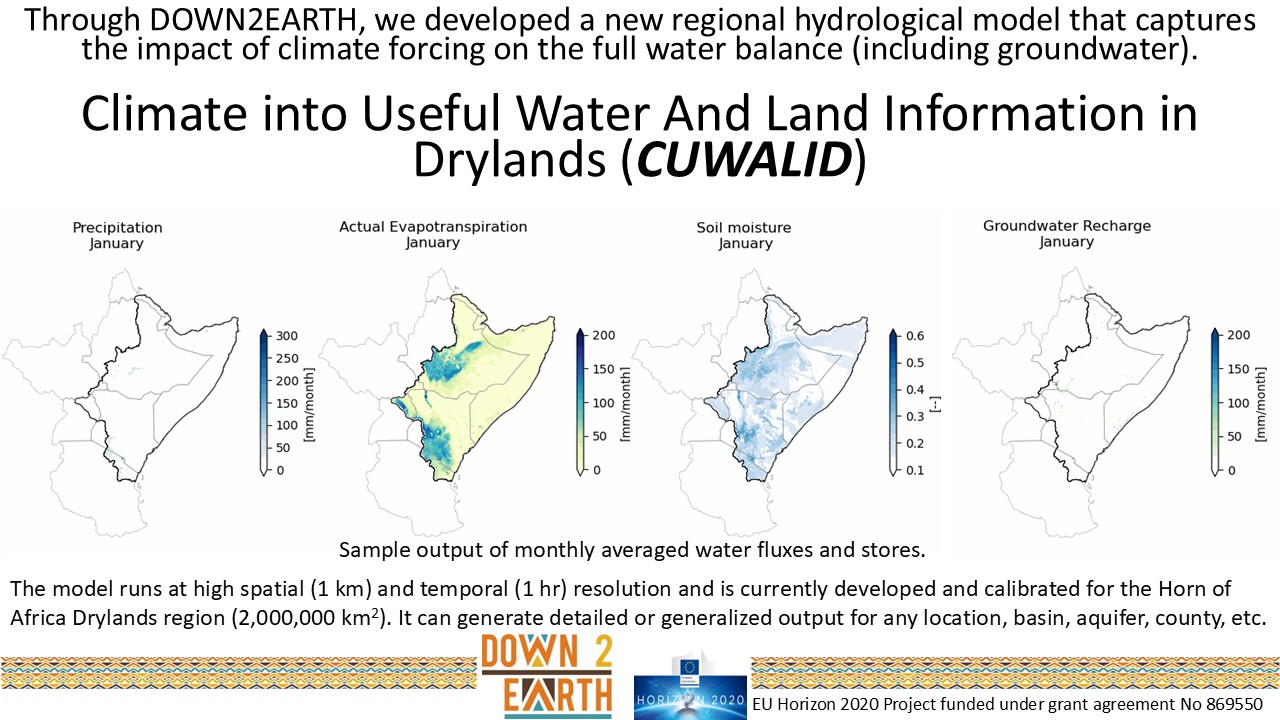 Through DOWN2EARTH, we developed a new regional hydrological model that captures
the impact of climate forcing on the full water balance (including groundwater).
Climate into Useful Water And Land Information in
Drylands (CUWALID)
Precipitation
January
300
250
200
150
100
50
0
[mm/month]
Actual Evapotranspiration
January
200
150
100
50
0
[mm/month]
Soil moisture
January
0.6
0.5
0.4
0.3
0.2
0.1
[--]
Groundwater Recharge
January
200
150
100
50
0
[mm/month]
Sample output of monthly averaged water fluxes and stores.
The model runs at high spatial (1 km) and temporal (1 hr) resolution and is currently developed and calibrated for the Horn of
Africa Drylands region (2,000,000 km²). It can generate detailed or generalized output for any location, basin, aquifer, county, etc.
DOWN 2
EARTH
HORIZON 2020
EU Horizon 2020 Project funded under grant agreement No 869550